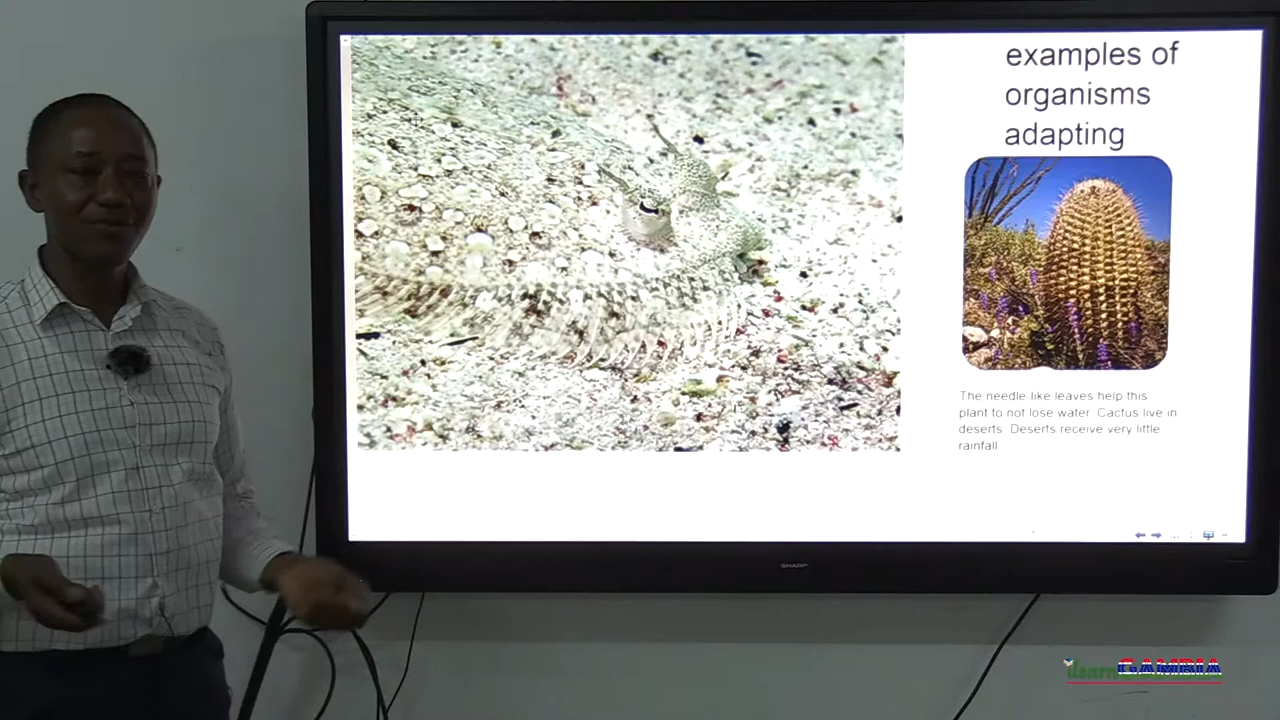 examples of
organisms
adapting
The needle like leaves help this
plant to not lose water. Cactus live in
deserts. Deserts receive very little
rainfall
SHARP
ilearnGAMBIA